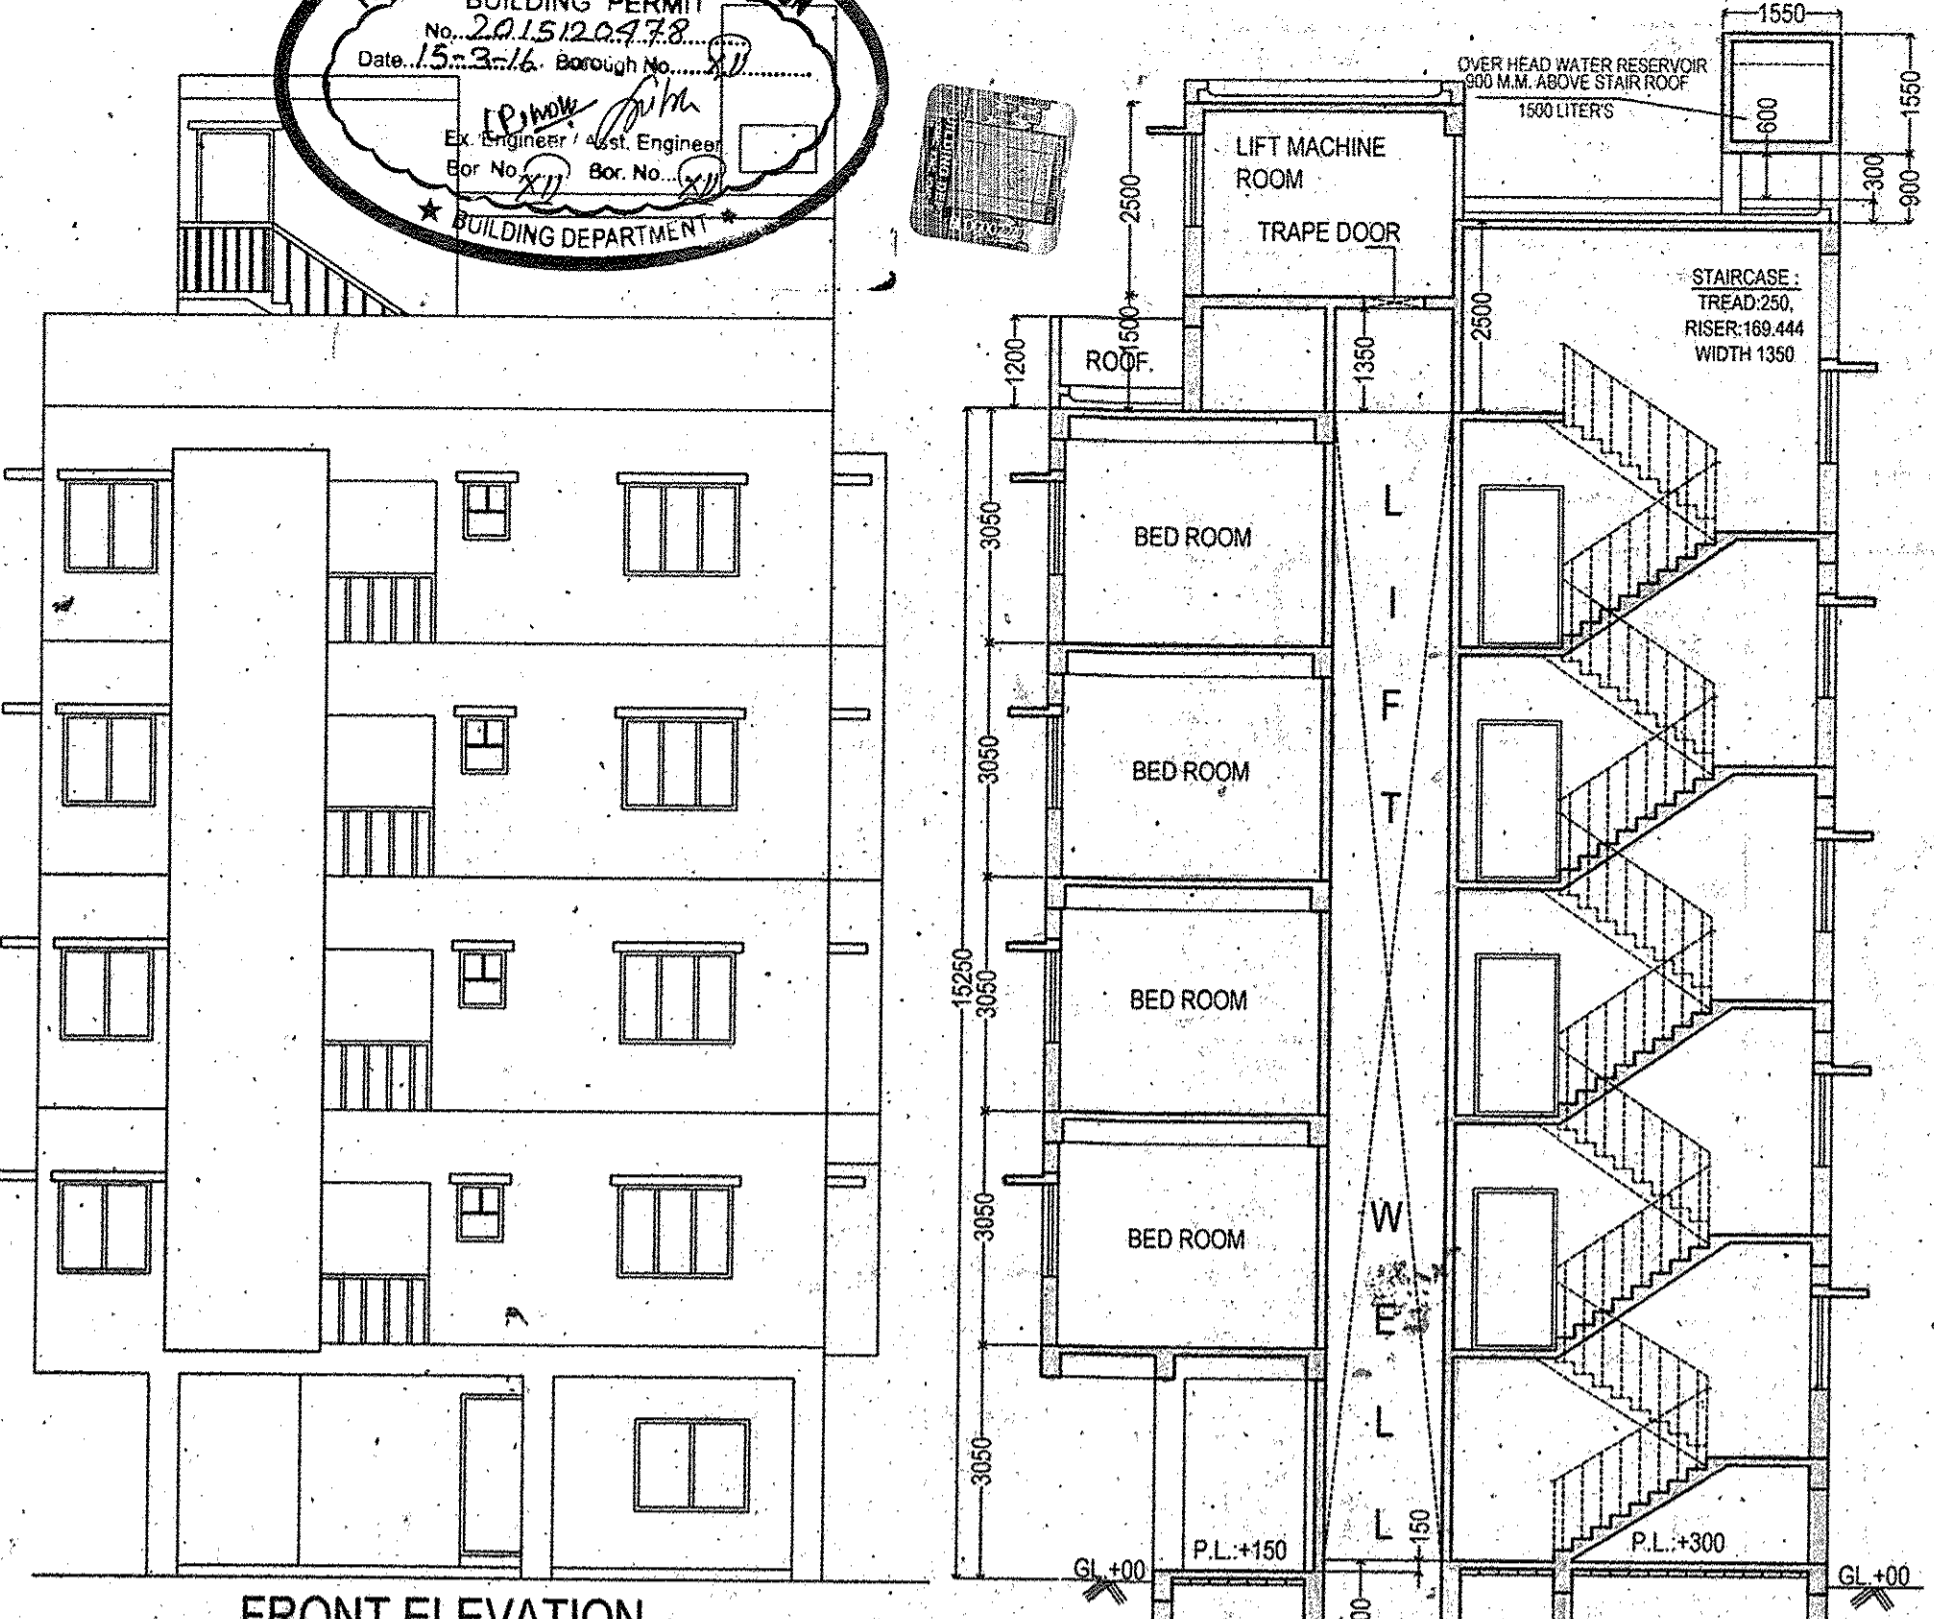 BUILDING PERMIT
No. 2015120478
Date 15-3-16 Borough No. XII
Ex. Engineer / Asst. Engineer
Bor No. XII Bor. No. XII
★ BUILDING DEPARTMENT ★
1550
OVER HEAD WATER RESERVOIR
900 M.M. ABOVE STAIR ROOF
1500 LITER'S
600
1550
300
900
LIFT MACHINE
ROOM
TRAPE DOOR
2500
STAIRCASE :
TREAD:250,
RISER:169.444
WIDTH 1350
2500
1200
ROOF.
1500
1350
3050
BED ROOM
3050
BED ROOM
15250
3050
BED ROOM
3050
BED ROOM
3050
LIFT WELL
150
P.L.:+150
P.L.:+300
GL +00
GL +00
FRONT ELEVATION